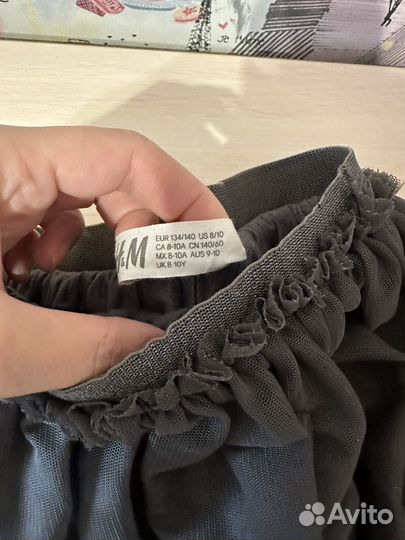 H&M
EUR 134/140 US 8/10
CA 8-10A CN 140/60
MX 8-10A AUS 9-10
UK 8-10Y
Avito